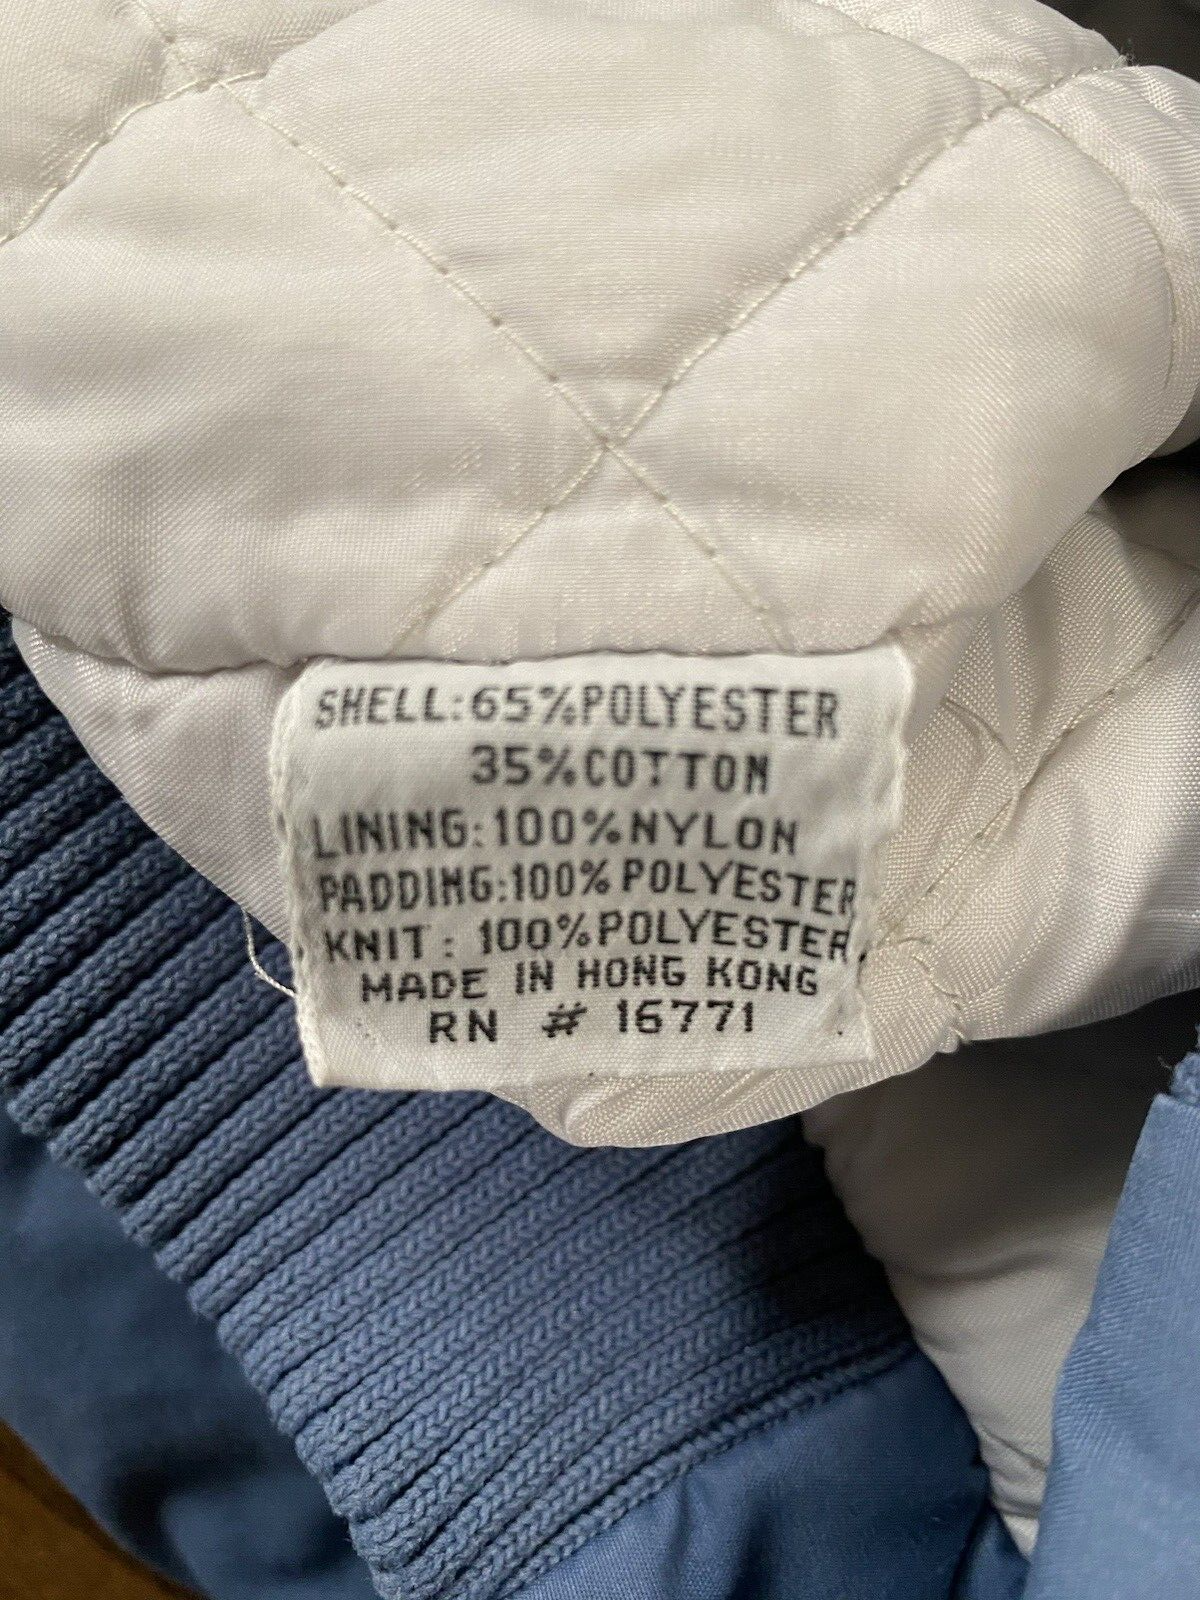 SHELL:65%POLYESTER
35%COTTON
LINING:100%NYLON
PADDING:100%POLYESTER
KNIT: 100%POLYESTER.
MADE IN HONG KONG
RN # 16771